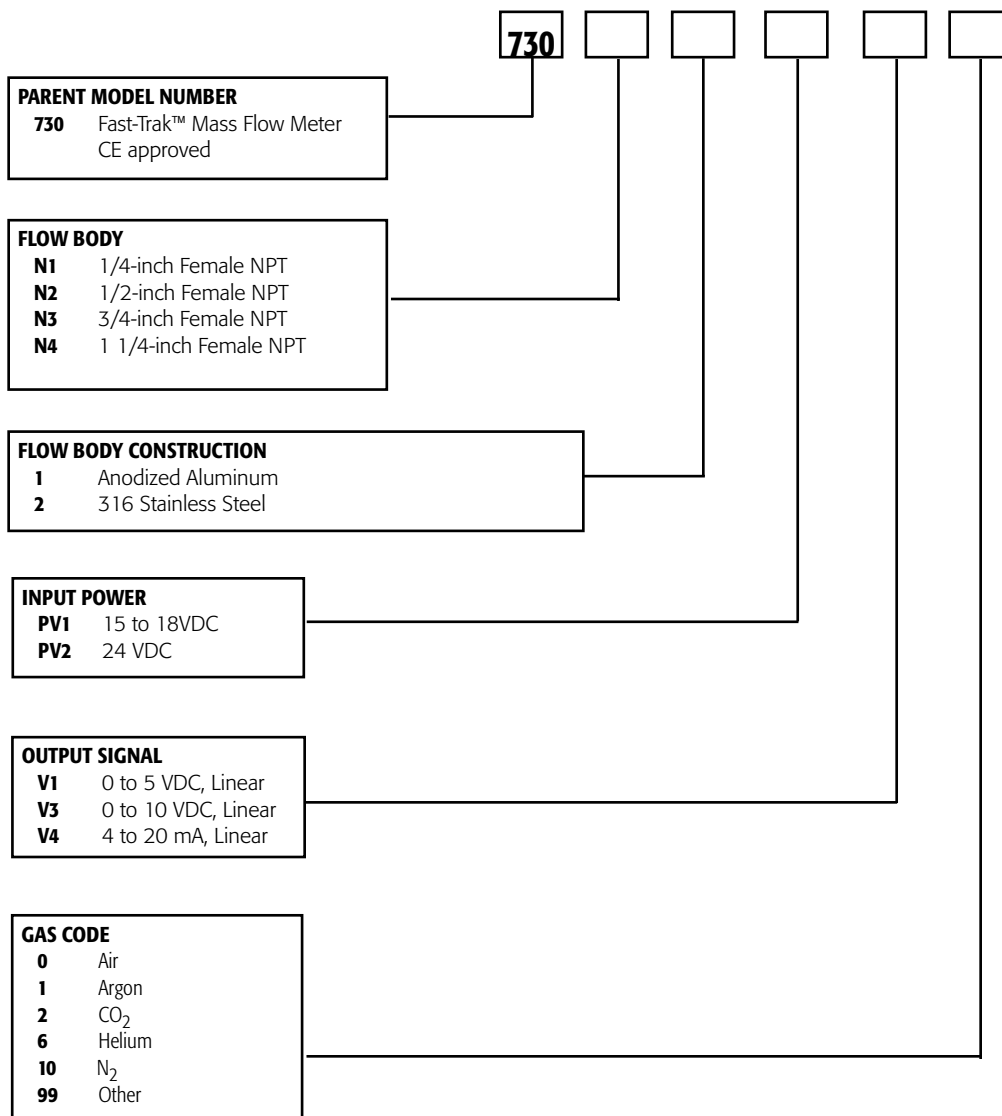 730
PARENT MODEL NUMBER
730 Fast-Trak™ Mass Flow Meter
CE approved
FLOW BODY
N1 1/4-inch Female NPT
N2 1/2-inch Female NPT
N3 3/4-inch Female NPT
N4 1 1/4-inch Female NPT
FLOW BODY CONSTRUCTION
1 Anodized Aluminum
2 316 Stainless Steel
INPUT POWER
PV1 15 to 18VDC
PV2 24 VDC
OUTPUT SIGNAL
V1 0 to 5 VDC, Linear
V3 0 to 10 VDC, Linear
V4 4 to 20 mA, Linear
GAS CODE
0 Air
1 Argon
2 CO2
6 Helium
10 N2
99 Other